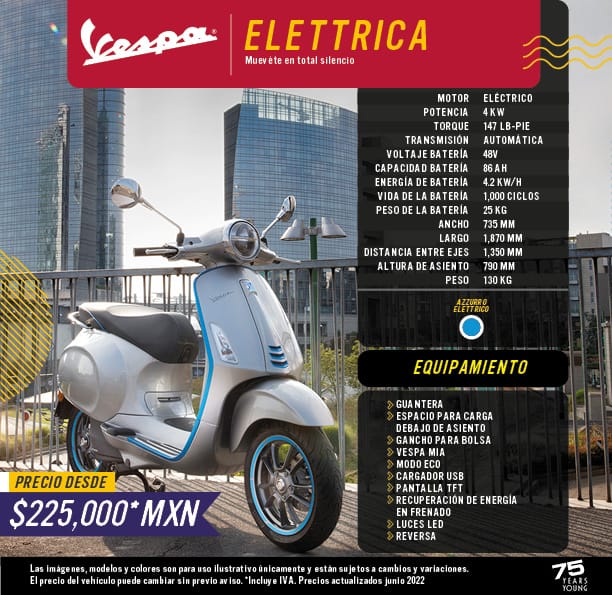 Vespa
ELETTRICA
Muevéte en total silencio
MOTOR ELÉCTRICO
POTENCIA 4 KW
TORQUE 147 LB-PIE
TRANSMISIÓN AUTOMÁTICA
VOLTAJE BATERÍA 48V
CAPACIDAD BATERÍA 86 AH
ENERGÍA DE BATERÍA 4.2 KW/H
VIDA DE LA BATERÍA 1,000 CICLOS
PESO DE LA BATERÍA 25 KG
ANCHO 735 MM
LARGO 1,870 MM
DISTANCIA ENTRE EJES 1,350 MM
ALTURA DE ASIENTO 790 MM
PESO 130 KG
AZZURRO
ELETTRICO
EQUIPAMIENTO
GUANTERA
ESPACIO PARA CARGA
DEBAJO DE ASIENTO
GANCHO PARA BOLSA
VESPA MIA
MODO ECO
CARGADOR USB
PANTALLA TFT
RECUPERACIÓN DE ENERGÍA
EN FRENADO
LUCES LED
REVERSA
PRECIO DESDE
$225,000* MXN
Las imágenes, modelos y colores son para uso ilustrativo únicamente y están sujetos a cambios y variaciones.
El precio del vehículo puede cambiar sin previo aviso. *Incluye IVA. Precios actualizados junio 2022
75
YEARS
YOUNG